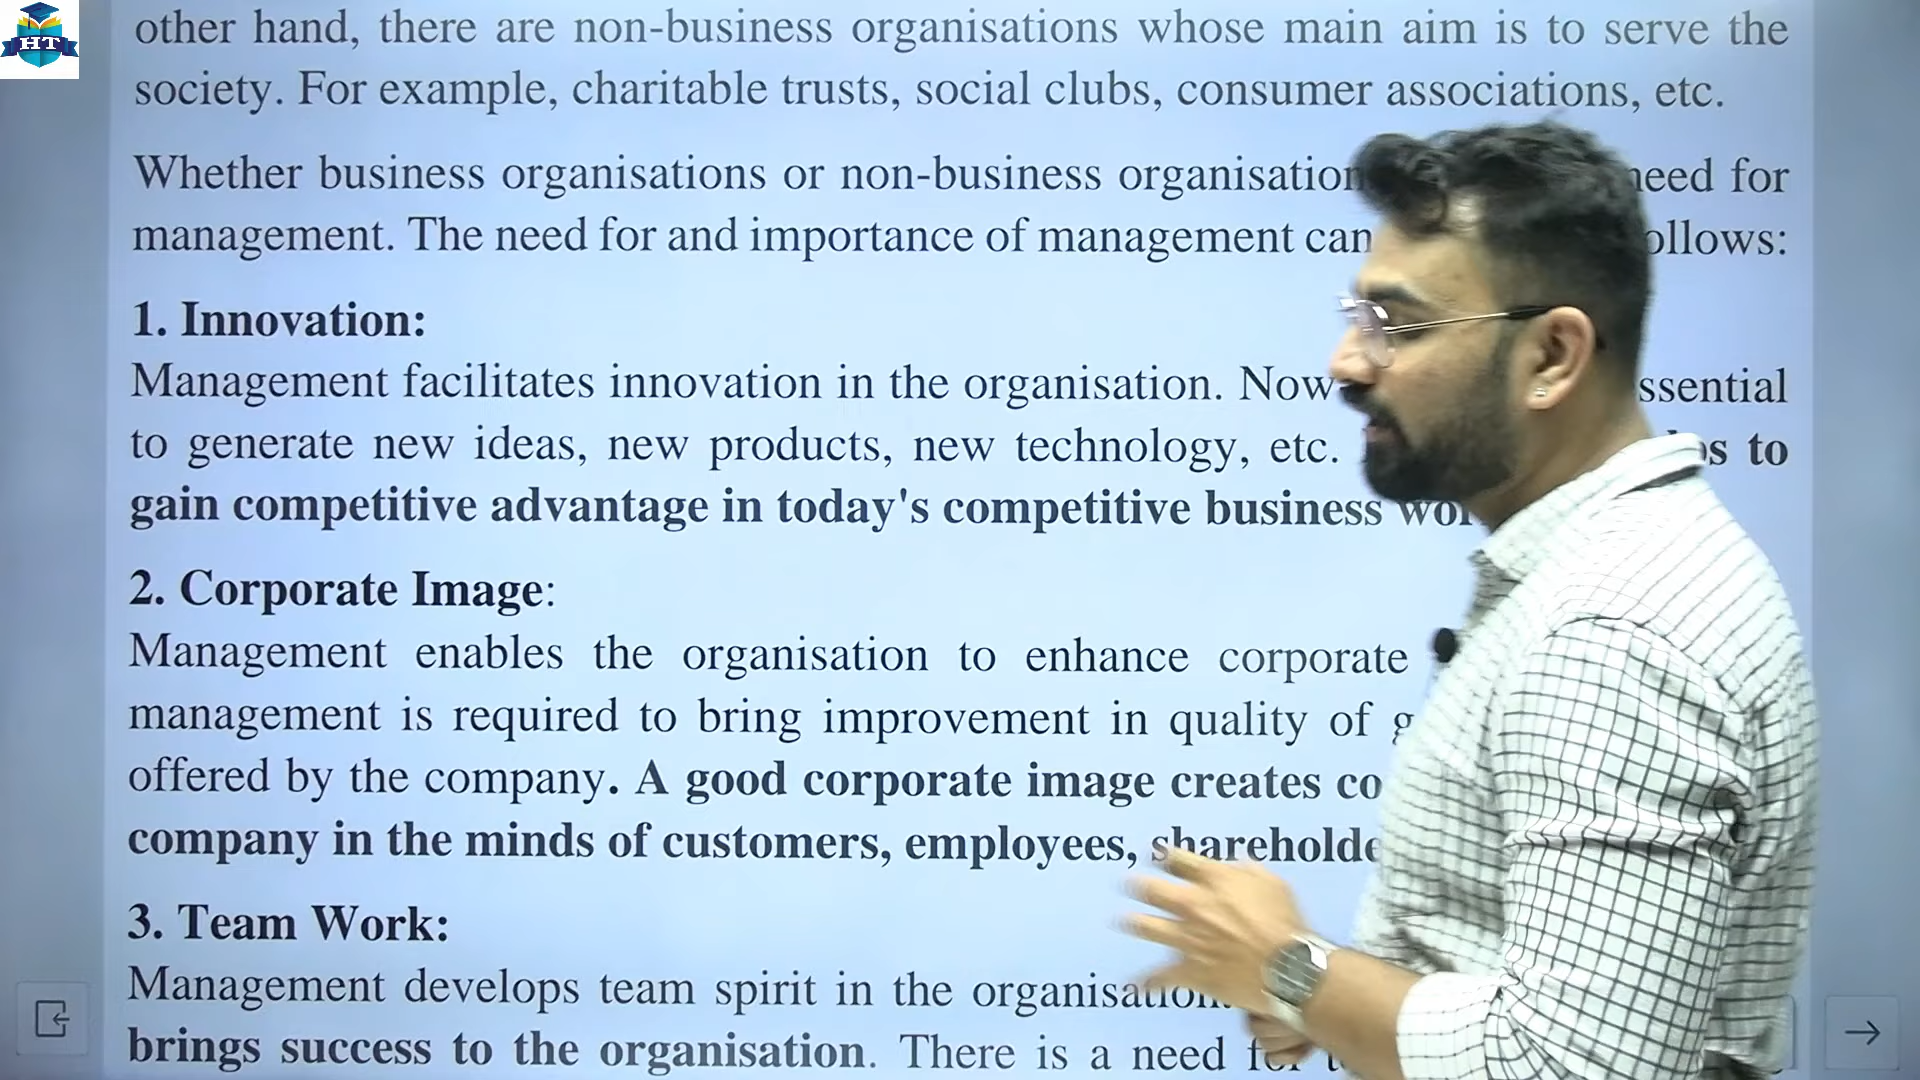 HT
other hand, there are non-business organisations whose main aim is to serve the
society. For example, charitable trusts, social clubs, consumer associations, etc.
Whether business organisations or non-business need for
management. The need for and importance of management can
1. Innovation:
Management facilitates innovation in the organisation.
to generate new ideas, new products, new technology, etc. to
gain competitive advantage in today's competitive business
2. Corporate Image:
Management enables the organisation to enhance corporate
management is required to bring improvement in quality of
offered by the company. A good corporate image creates
company in the minds of customers, employees,
3. Team Work:
Management develops team spirit in the
brings success to the organisation. There is a need